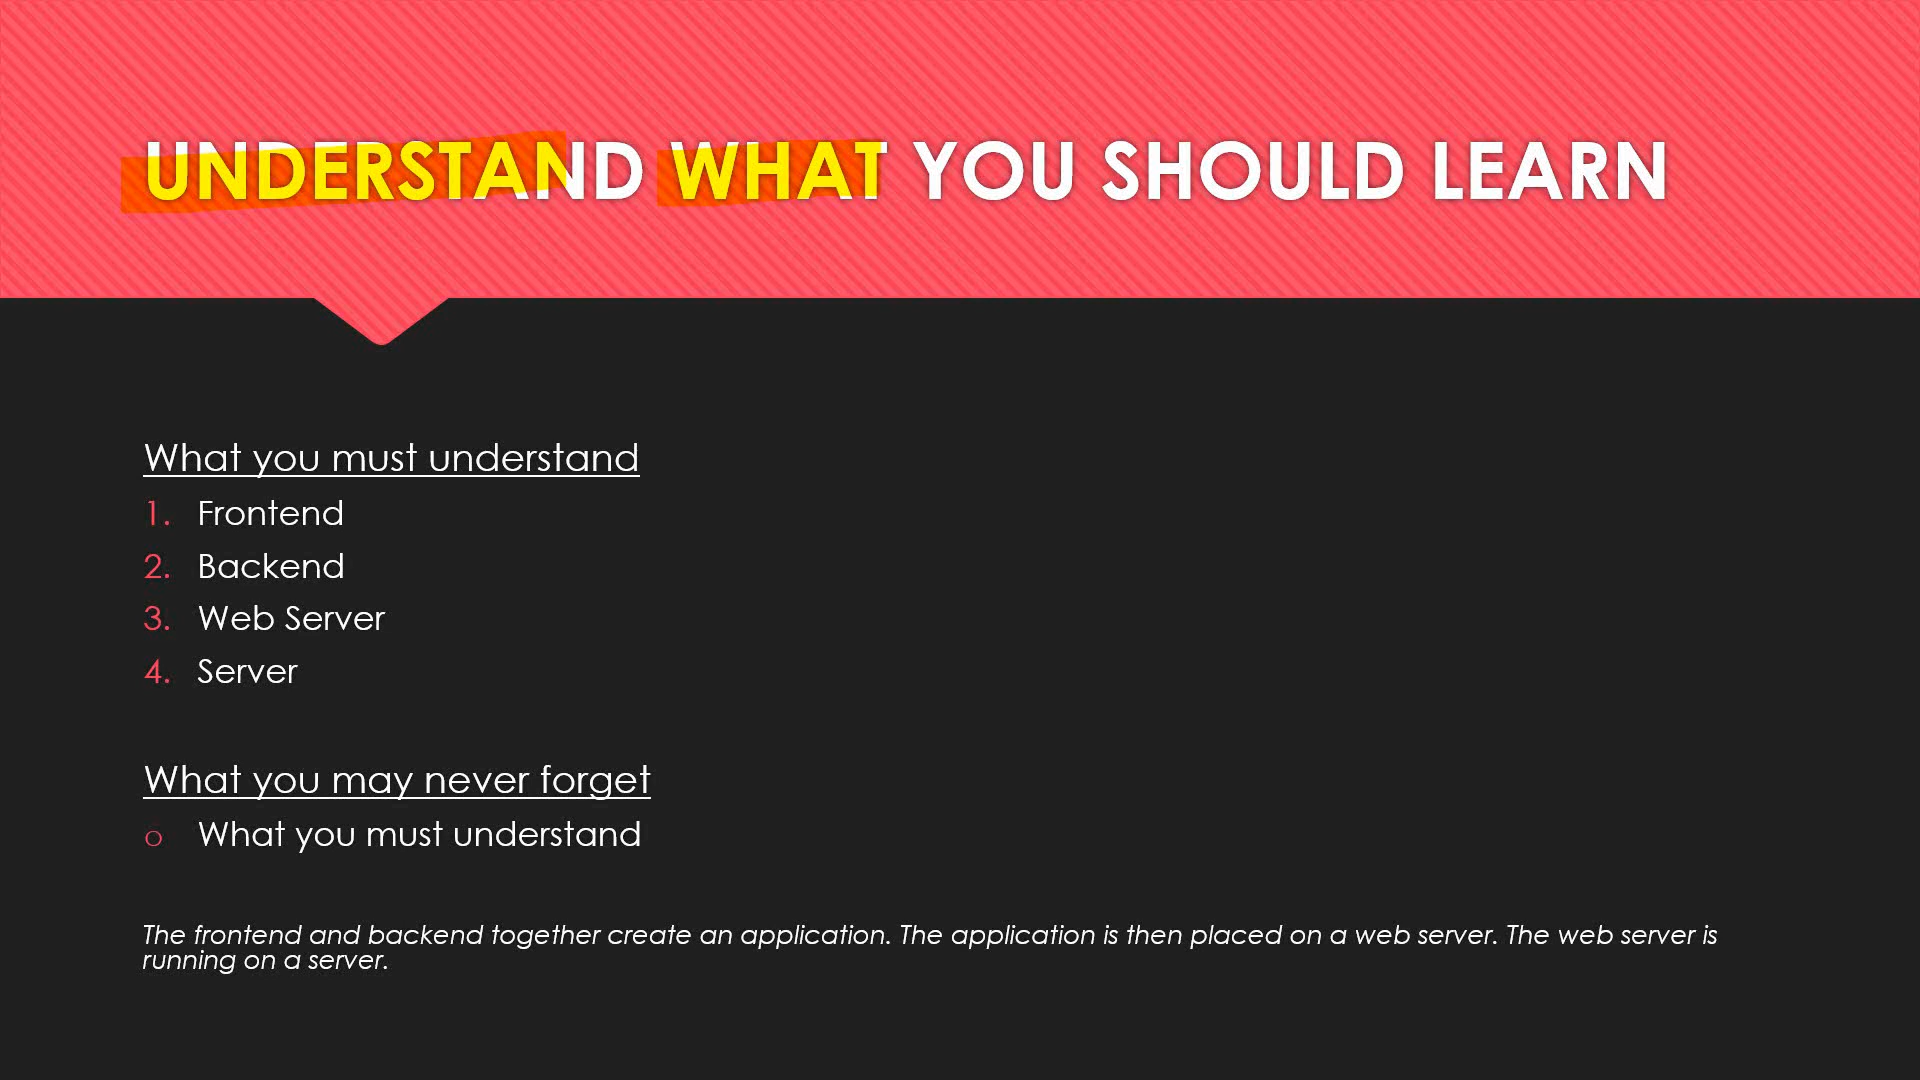 UNDERSTAND WHAT YOU SHOULD LEARN
What you must understand
1. Frontend
2. Backend
3. Web Server
4. Server
What you may never forget
o What you must understand
The frontend and backend together create an application. The application is then placed on a web server. The web server is
running on a server.